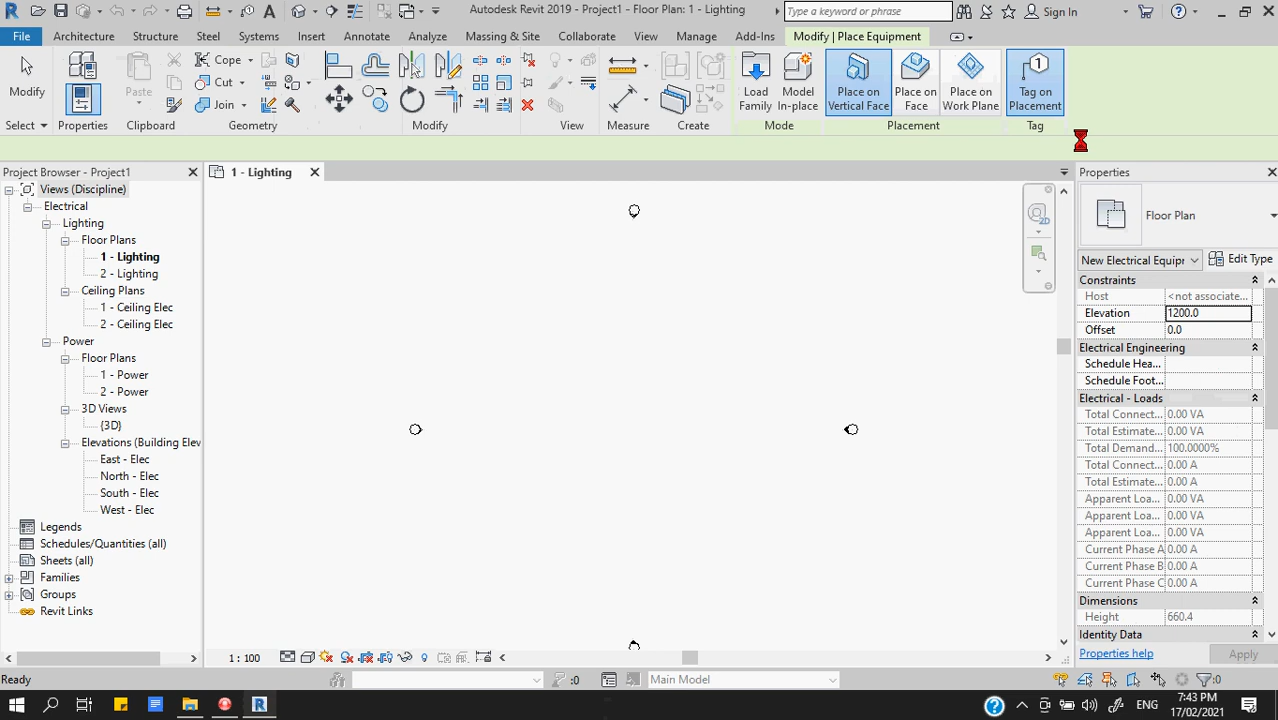 Autodesk Revit 2019 - Project1 - Floor Plan: 1 - Lighting
Type a keyword or phrase
Sign In
File
Architecture
Structure
Steel
Systems
Insert
Annotate
Analyze
Massing & Site
Collaborate
View
Manage
Add-Ins
Modify | Place Equipment
Modify
Paste
Cope
Cut
Join
Load Family
Model In-place
Place on Vertical Face
Place on Face
Place on Work Plane
Tag on Placement
Select
Properties
Clipboard
Geometry
Modify
View
Measure
Create
Mode
Placement
Tag
Project Browser - Project1
1 - Lighting
Properties
Views (Discipline)
Electrical
Lighting
Floor Plans
1 - Lighting
2 - Lighting
Ceiling Plans
1 - Ceiling Elec
2 - Ceiling Elec
Power
Floor Plans
1 - Power
2 - Power
3D Views
{3D}
Elevations (Building Elev
East - Elec
North - Elec
South - Elec
West - Elec
Legends
Schedules/Quantities (all)
Sheets (all)
Families
Groups
Revit Links
2D
Floor Plan
New Electrical Equipr
Edit Type
Constraints
Host <not associate...
Elevation 1200.0
Offset 0.0
Electrical Engineering
Schedule Hea...
Schedule Foot...
Electrical - Loads
Total Connect... 0.00 VA
Total Estimate... 0.00 VA
Total Demand... 100.0000%
Total Connect... 0.00 A
Total Estimate... 0.00 A
Apparent Loa... 0.00 VA
Apparent Loa... 0.00 VA
Apparent Loa... 0.00 VA
Current Phase A 0.00 A
Current Phase B 0.00 A
Current Phase C 0.00 A
Dimensions
Height 660.4
Identity Data
Properties help
Apply
1 : 100
Ready
:0
Main Model
:0
ENG
7:43 PM
17/02/2021